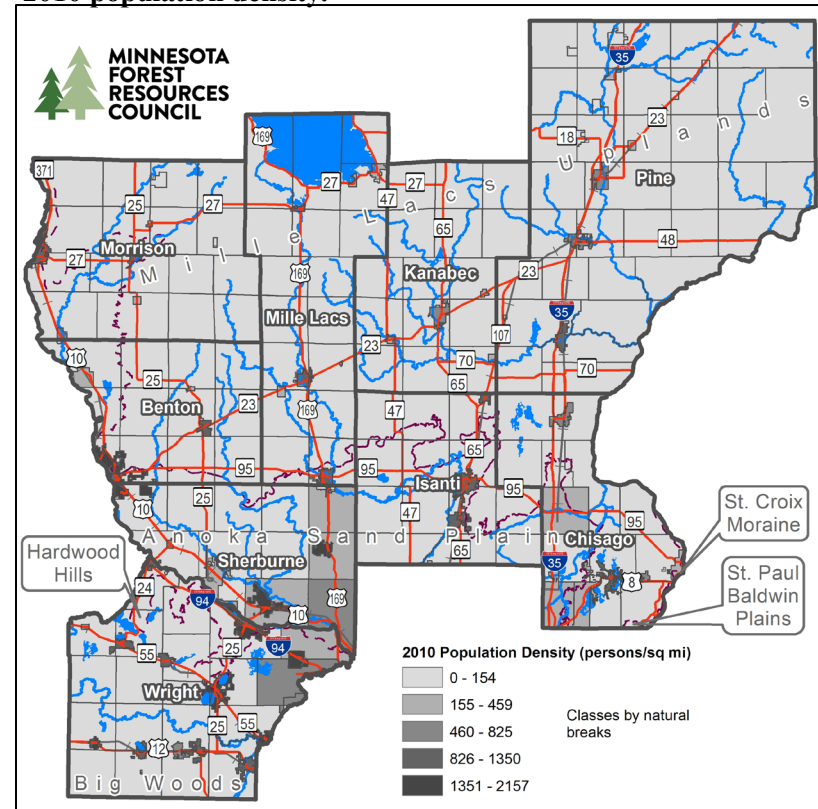 2010 population density.
MINNESOTA
FOREST
RESOURCES
COUNCIL
35
169
23
18
Uplands
Pine
371
27
27
47
25
27
Lacs
65
48
Morrison
27
Mille
Kanabec
23
169
35
Mille Lacs
107
23
10
70
70
25
65
Benton
23
169
47
65
95
95
Isanti
95
25
10
47
95
St. Croix
Moraine
Anoka Sand Plain
Chisago
65
Hardwood
Hills
Sherburne
35
8
St. Paul
Baldwin
Plains
24
94
169
10
25
94
55
2010 Population Density (persons/sq mi)
0 - 154
155 - 459
460 - 825
826 - 1350
1351 - 2157
Classes by natural
breaks
Wright
25
55
12
Big Woods